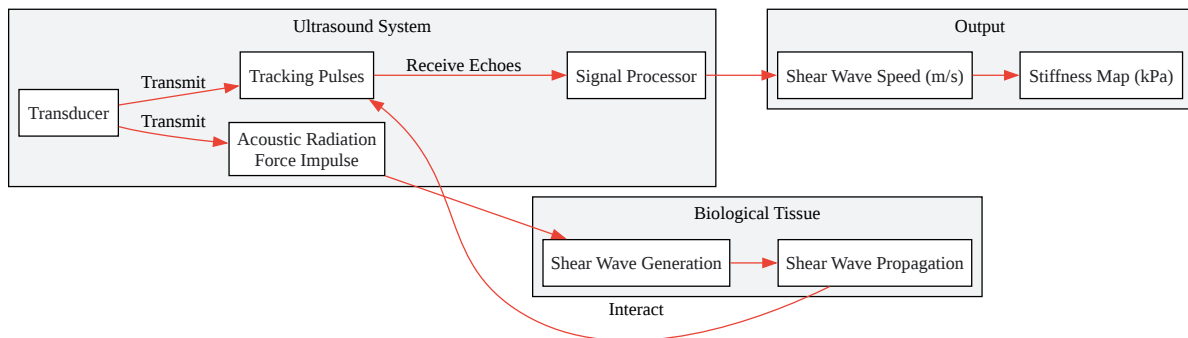 Ultrasound System
Output
Tracking Pulses
Receive Echoes
Signal Processor
Shear Wave Speed (m/s)
Stiffness Map (kPa)
Transmit
Transducer
Transmit
Acoustic Radiation
Force Impulse
Biological Tissue
Shear Wave Generation
Shear Wave Propagation
Interact